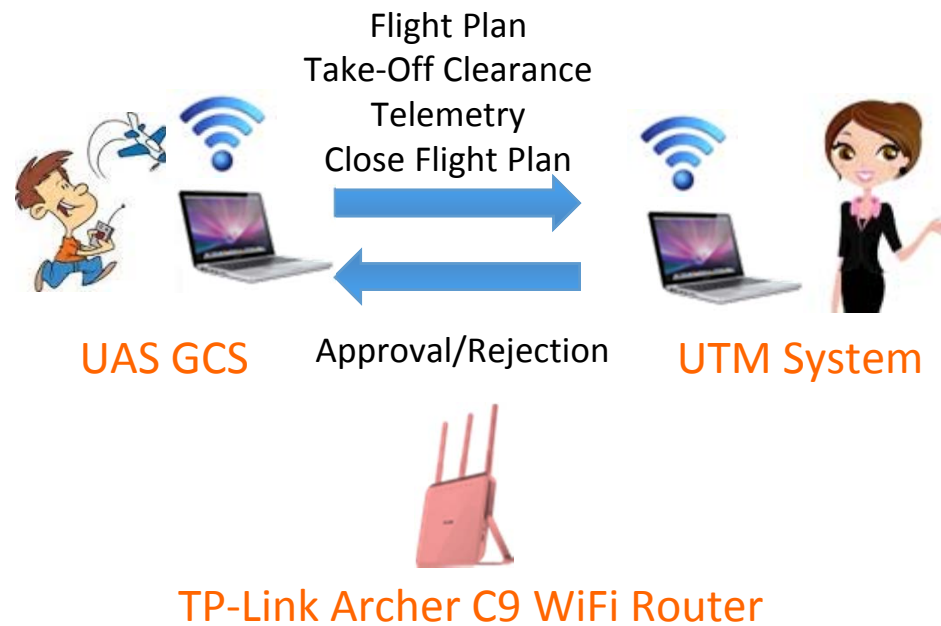 Flight Plan
Take-Off Clearance
Telemetry
Close Flight Plan
UAS GCS
Approval/Rejection
UTM System
TP-Link Archer C9 WiFi Router